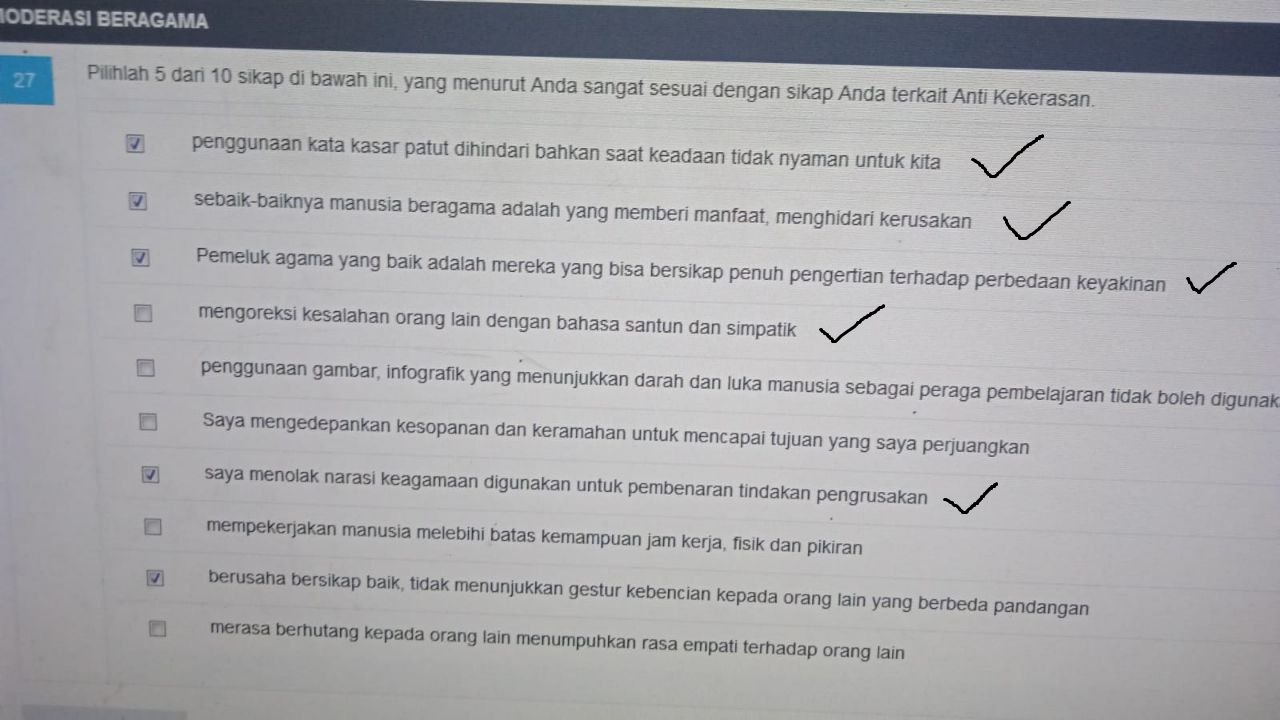 MODERASI BERAGAMA
27
Pilihlah 5 dari 10 sikap di bawah ini, yang menurut Anda sangat sesuai dengan sikap Anda terkait Anti Kekerasan.
penggunaan kata kasar patut dihindari bahkan saat keadaan tidak nyaman untuk kita
sebaik-baiknya manusia beragama adalah yang memberi manfaat, menghidari kerusakan
Pemeluk agama yang baik adalah mereka yang bisa bersikap penuh pengertian terhadap perbedaan keyakinan
mengoreksi kesalahan orang lain dengan bahasa santun dan simpatik
penggunaan gambar, infografik yang menunjukkan darah dan luka manusia sebagai peraga pembelajaran tidak boleh digunak
Saya mengedepankan kesopanan dan keramahan untuk mencapai tujuan yang saya perjuangkan
saya menolak narasi keagamaan digunakan untuk pembenaran tindakan pengrusakan
mempekerjakan manusia melebihi batas kemampuan jam kerja, fisik dan pikiran
berusaha bersikap baik, tidak menunjukkan gestur kebencian kepada orang lain yang berbeda pandangan
merasa berhutang kepada orang lain menumpuhkan rasa empati terhadap orang lain